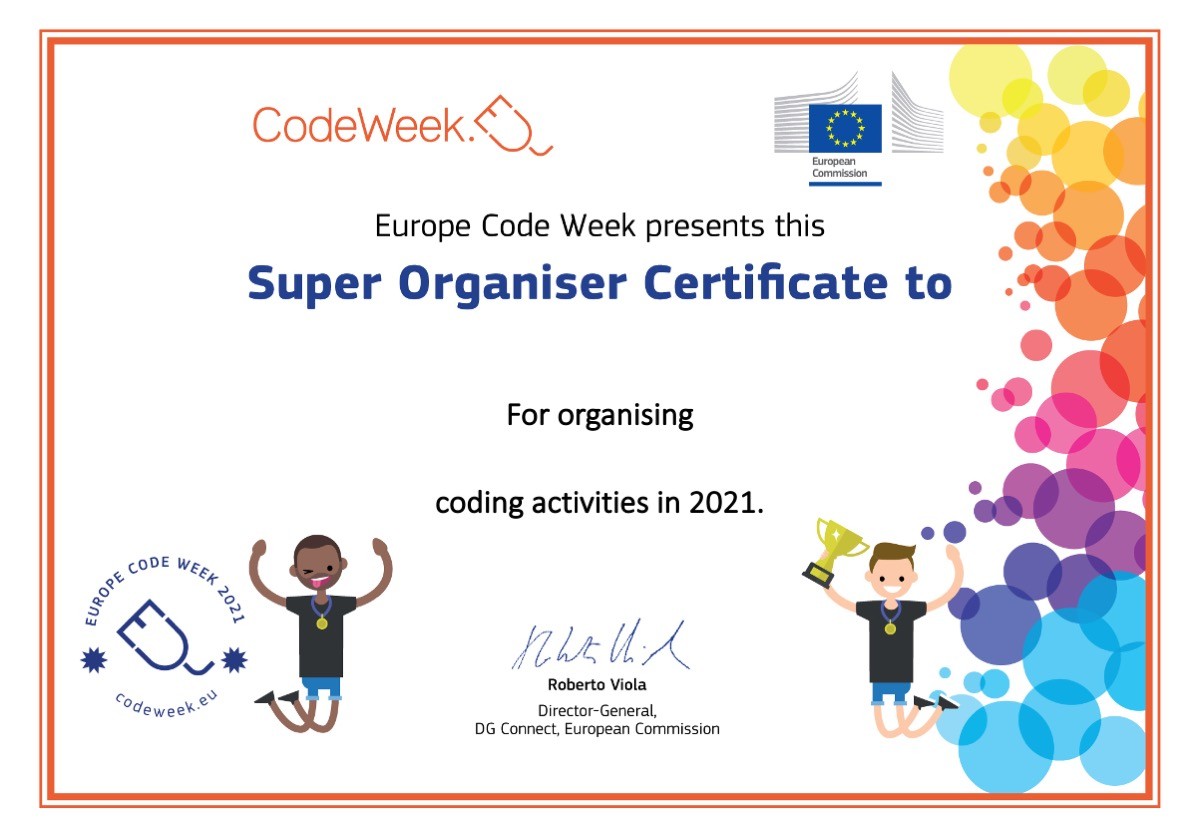 CodeWeek.
European
Commission
Europe Code Week presents this
Super Organiser Certificate to
For organising
coding activities in 2021.
EUROPE CODE WEEK 2021
codeweek.eu
Roberto Viola
Director-General,
DG Connect, European Commission